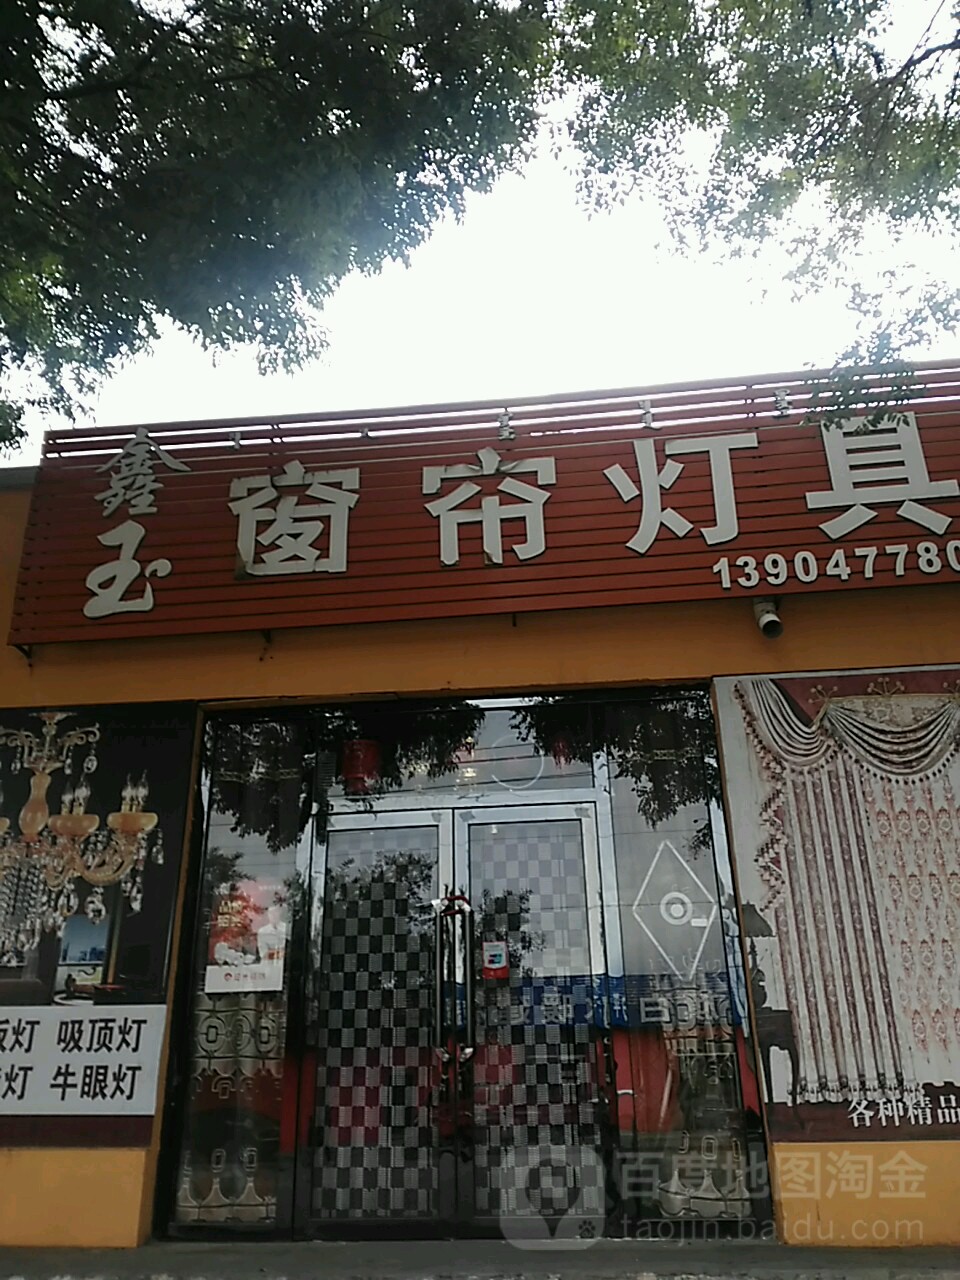 鑫玉
窗帘灯具
13904778
吸顶灯
灯 牛眼灯
各种精品
百度地图淘金
taojin.baidu.com